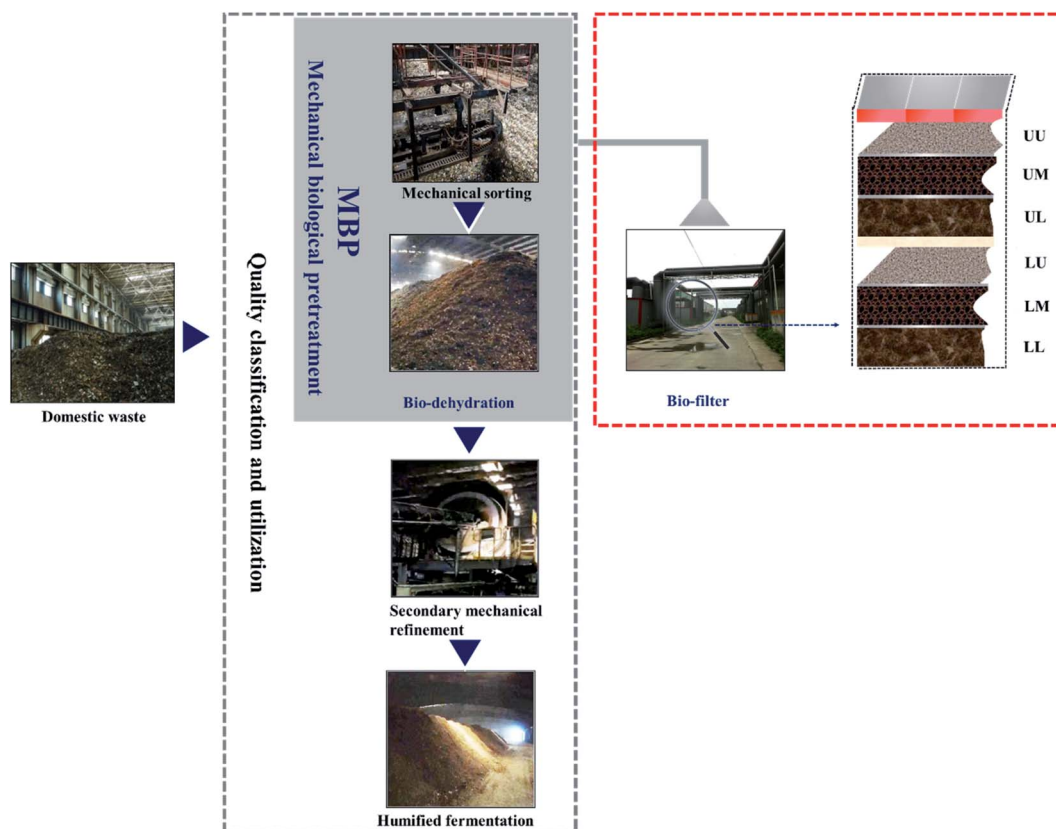 Domestic waste
Quality classification and utilization
Mechanical biological pretreatment
MBP
Mechanical sorting
Bio-dehydration
Secondary mechanical
refinement
Humified fermentation
Bio-filter
UU
UM
UL
LU
LM
LL